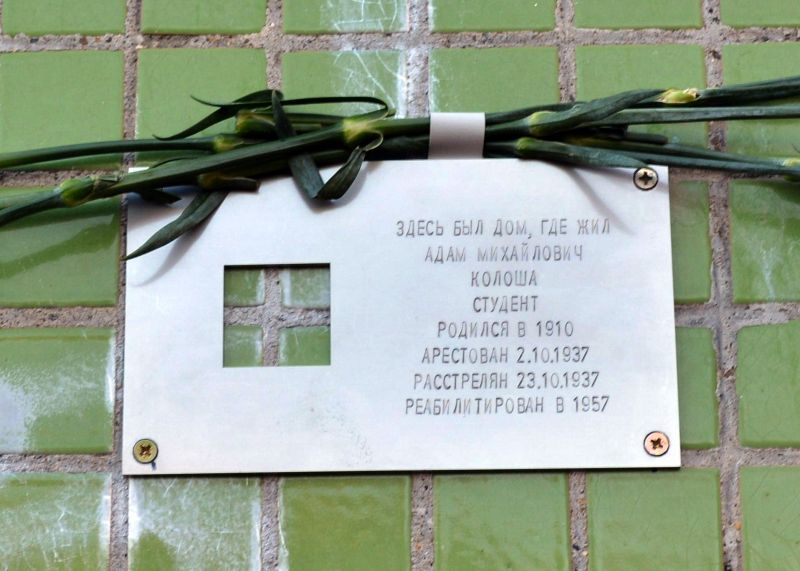 ЗДЕСЬ БЫЛ ДОМ, ГДЕ ЖИЛ
АДАМ МИХАЙЛОВИЧ
КОЛОША
СТУДЕНТ
РОДИЛСЯ В 1910
АРЕСТОВАН 2.10.1937
РАССТРЕЛЯН 23.10.1937
РЕАБИЛИТИРОВАН В 1957